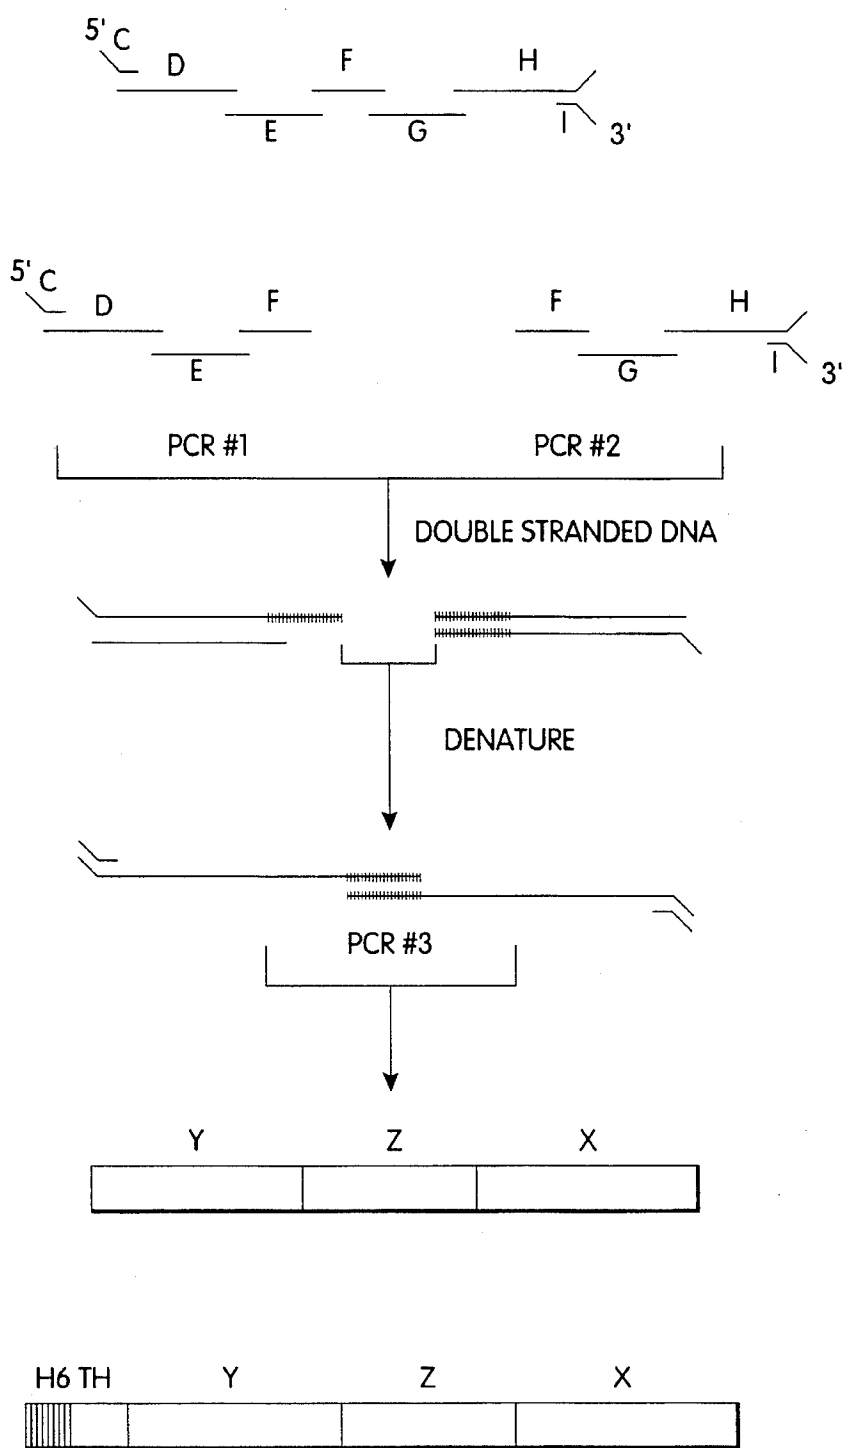 5' C
D F H
E G I 3'
5' C
D F F H
E G I 3'
PCR #1 PCR #2
DOUBLE STRANDED DNA
DENATURE
PCR #3
Y Z X
H6 TH Y Z X